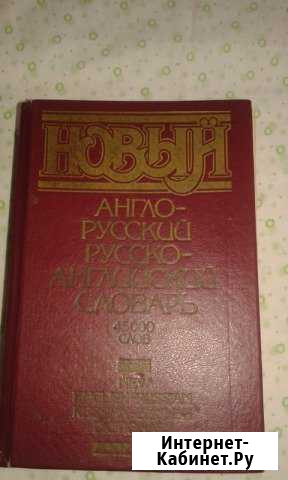 НОВЫЙ
АНГЛО-
РУССКИЙ
РУССКО-
АНГЛИЙСКИЙ
СЛОВАРЬ
45000
СЛОВ
NEW
Интернет-
Кабинет.Ру